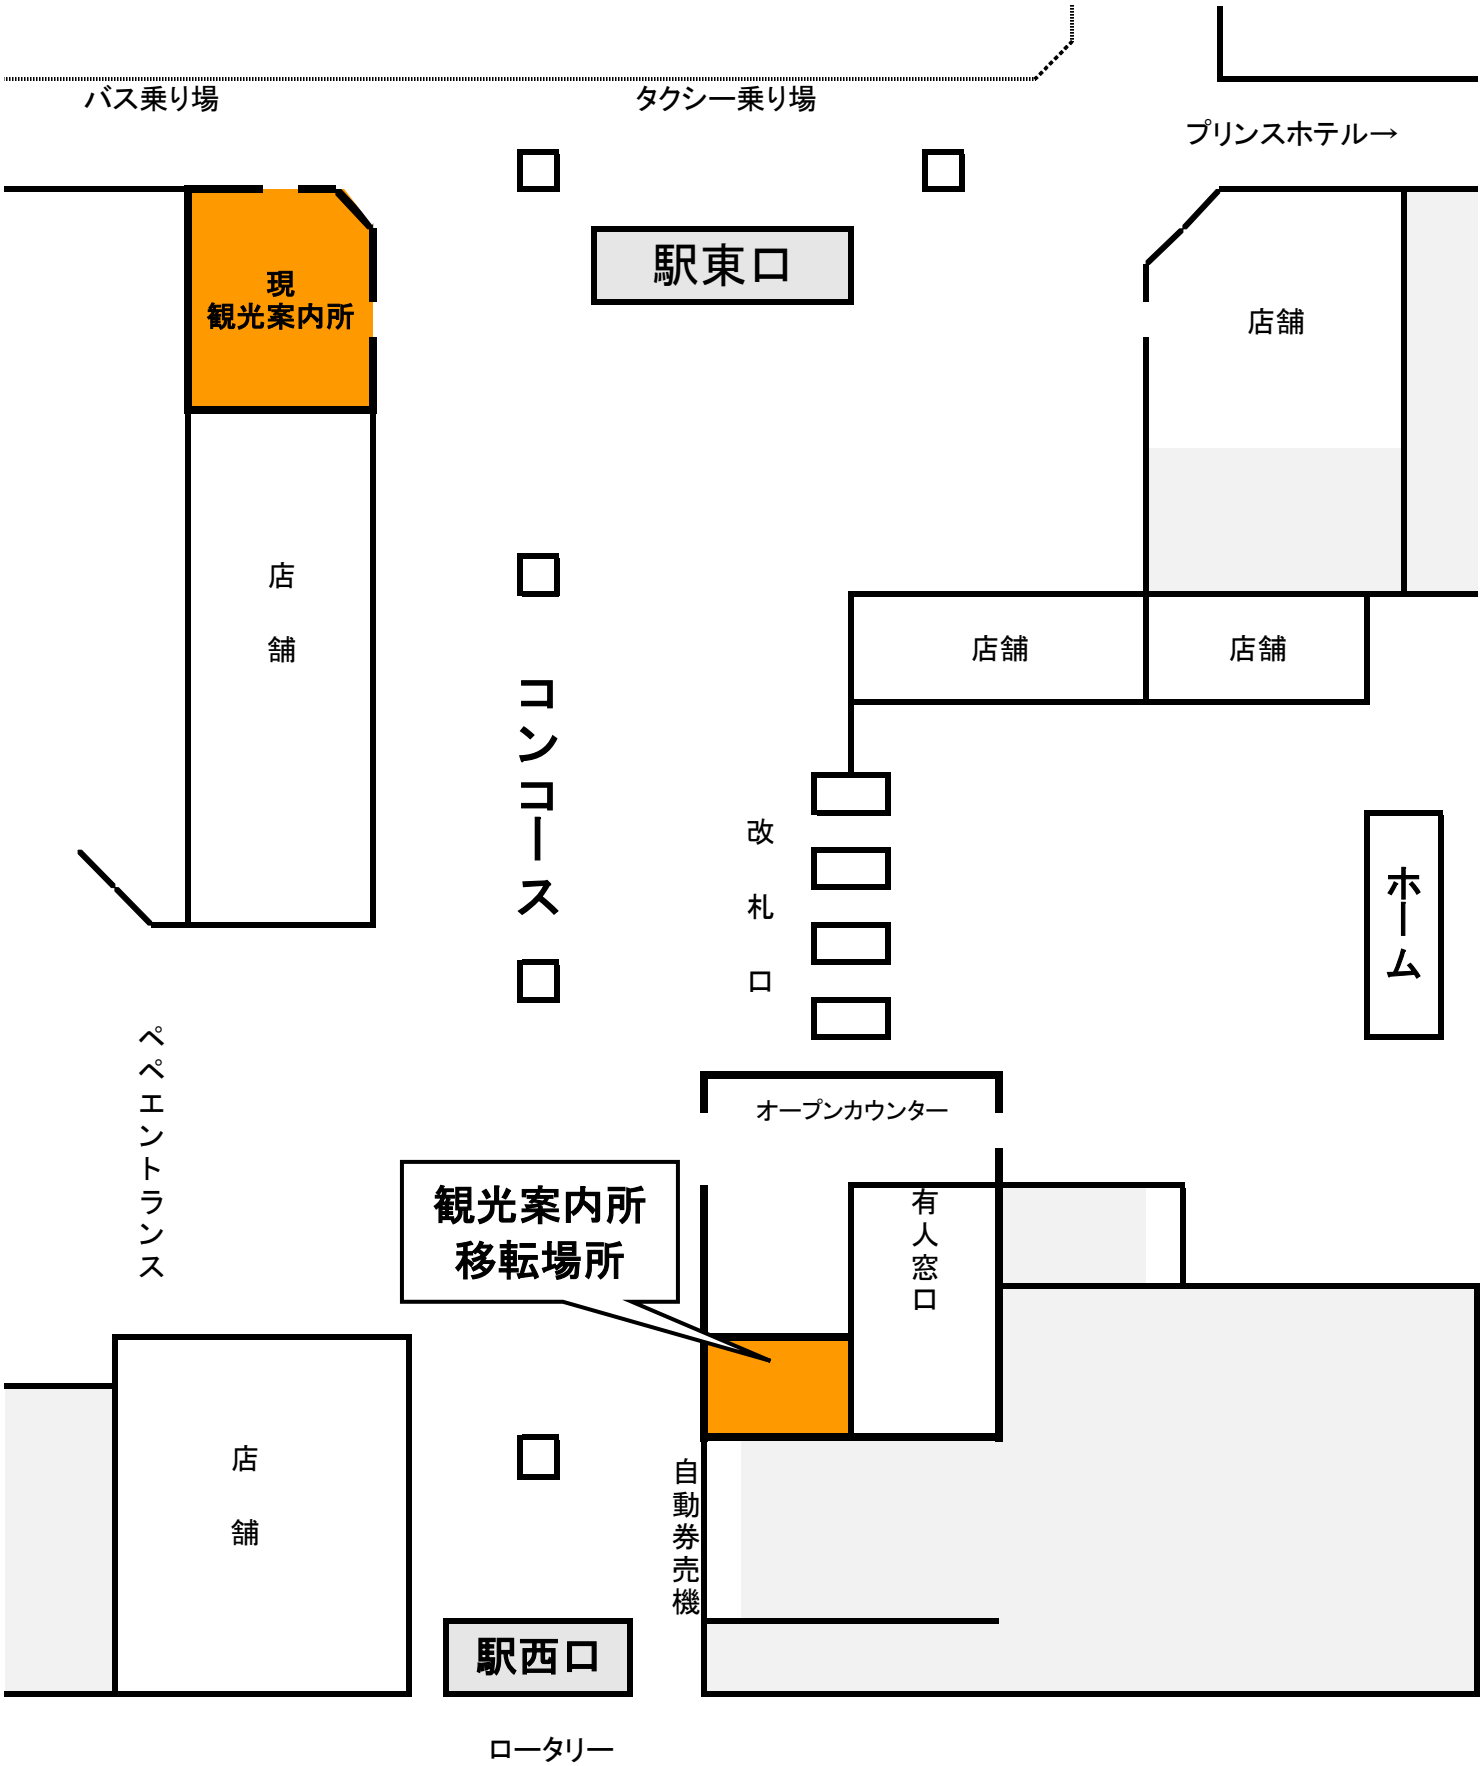 バス乗り場
タクシー乗り場
プリンスホテル→
現
観光案内所
駅東口
店舗
店舗
コンコース
店舗
店舗
改札口
ホーム
ペペエントランス
オープンカウンター
観光案内所
移転場所
有人窓口
店舗
自動券売機
駅西口
ロータリー